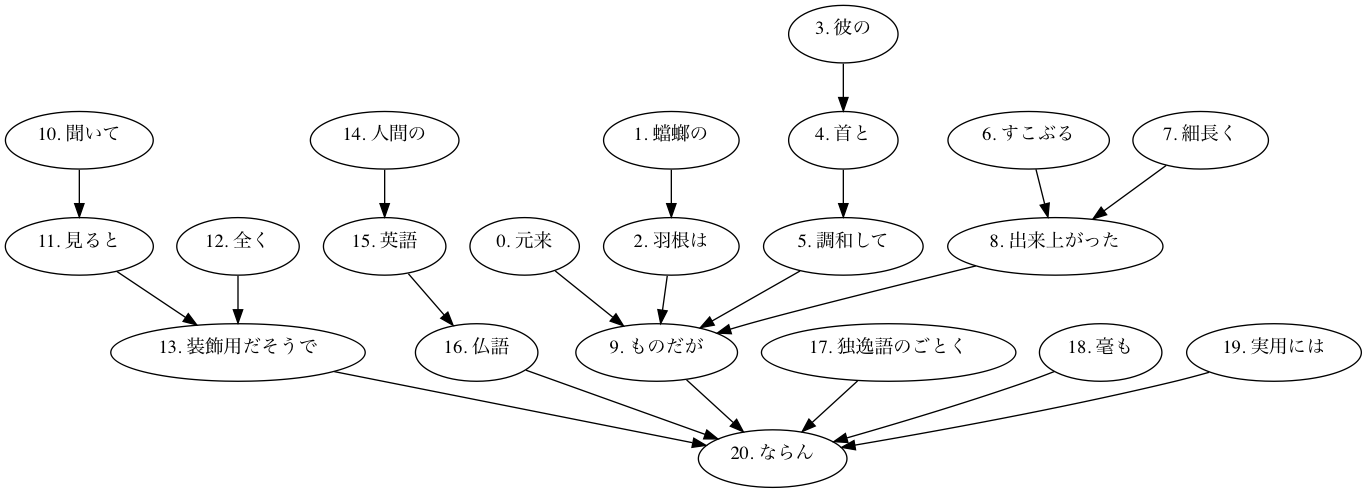 3. 彼の
10. 聞いて
14. 人間の
1. 蟷螂の
4. 首と
6. すこぶる
7. 細長く
11. 見ると
12. 全く
15. 英語
0. 元来
2. 羽根は
5. 調和して
8. 出来上がった
13. 装飾用だそうで
16. 仏語
9. ものだが
17. 独逸語のごとく
18. 毫も
19. 実用には
20. ならん